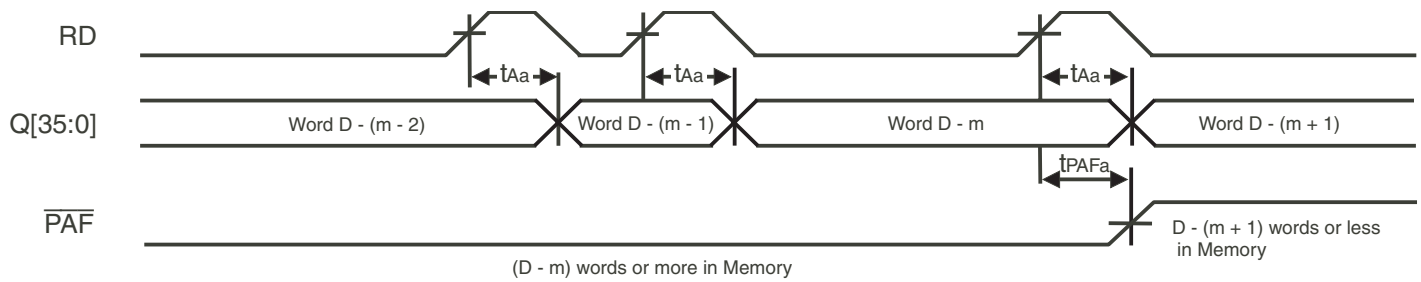 RD
tAa tAa tAa
Q[35:0] Word D - (m - 2) Word D - (m - 1) Word D - m Word D - (m + 1)
tPAFa
PAF
D - (m + 1) words or less
in Memory
(D - m) words or more in Memory